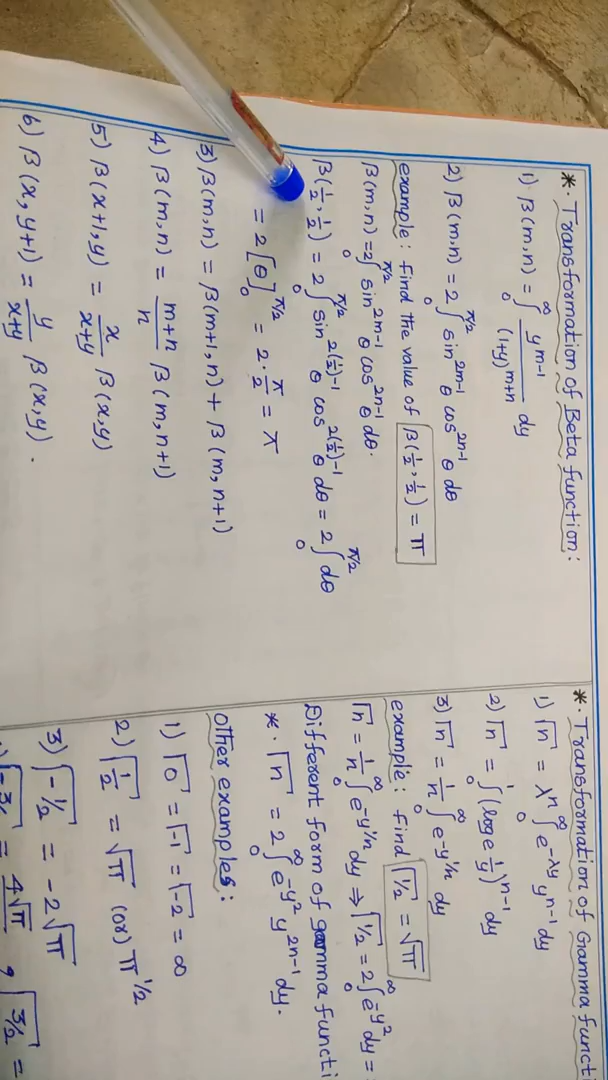 *. Transformation of Beta function:
1) β(m,n) = ∫₀^∞ y^(m-1)/(1+y)^(m+n) dy
2) β(m,n) = 2∫₀^(π/2) sin^(2m-1)θ cos^(2n-1)θ dθ
example: find the value of β(½,½) = π
β(m,n) = 2∫₀^(π/2) sin^(2m-1)θ cos^(2n-1)θ dθ.
β(½,½) = 2∫₀^(π/2) sin^(2(½)-1)θ cos^(2(½)-1)θ dθ = 2∫₀^(π/2) dθ
= 2[θ]₀^(π/2) = 2·π/2 = π
3) β(m,n) = β(m+1,n) + β(m,n+1)
4) β(m,n) = (m+n)/n β(m,n+1)
5) β(x+1,y) = x/(x+y) β(x,y)
6) β(x,y+1) = y/(x+y) β(x,y).
*. Transformation of Gamma functi
1) Γn = λ^n ∫₀^∞ e^(-λy) y^(n-1) dy
2) Γn = ∫₀^1 (log e 1/y)^(n-1) dy
3) Γn = 1/n ∫₀^∞ e^(-y^(1/n)) dy
example: find Γ1/2 = √π
Γn = 1/n ∫₀^∞ e^(-y^(1/n)) dy ⇒ Γ1/2 = 2∫₀^∞ e^(-y²) dy =
Different form of gamma functi
*. Γn = 2∫₀^∞ e^(-y²) y^(2n-1) dy.
other examples:
1) Γ0 = Γ-1 = Γ-2 = ∞
2) Γ1/2 = √π (or) π^(1/2)
3) Γ-1/2 = -2√π
Γ-3/ = 4√π , Γ3/2 =